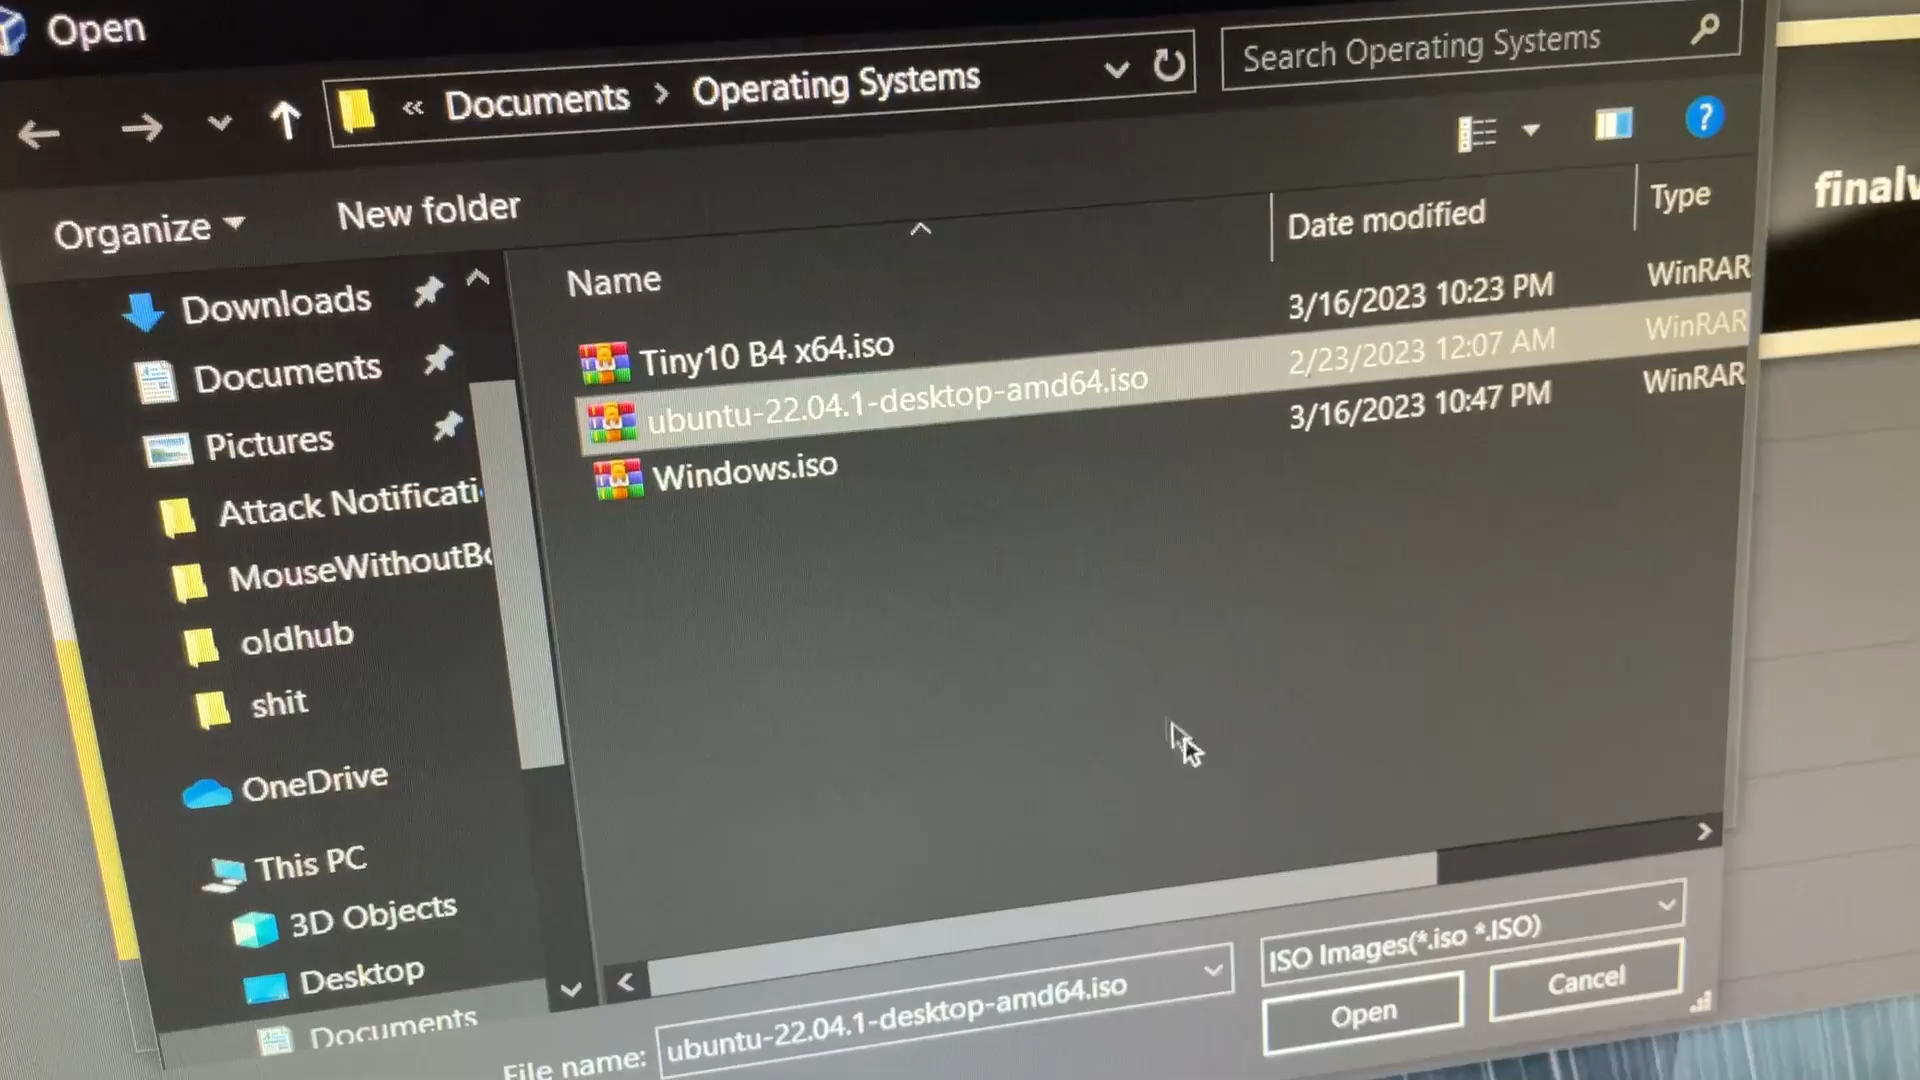 Open
« Documents > Operating Systems
Search Operating Systems
Organize
New folder
?
Name
Date modified
Type
Tiny10 B4 x64.iso
3/16/2023 10:23 PM
WinRAR
ubuntu-22.04.1-desktop-amd64.iso
2/23/2023 12:07 AM
WinRAR
Windows.iso
3/16/2023 10:47 PM
WinRAR
Downloads
Documents
Pictures
Attack Notificati
MouseWithoutBo
oldhub
shit
OneDrive
This PC
3D Objects
Desktop
Documents
File name:
ubuntu-22.04.1-desktop-amd64.iso
ISO Images(*.iso *.ISO)
Open
Cancel